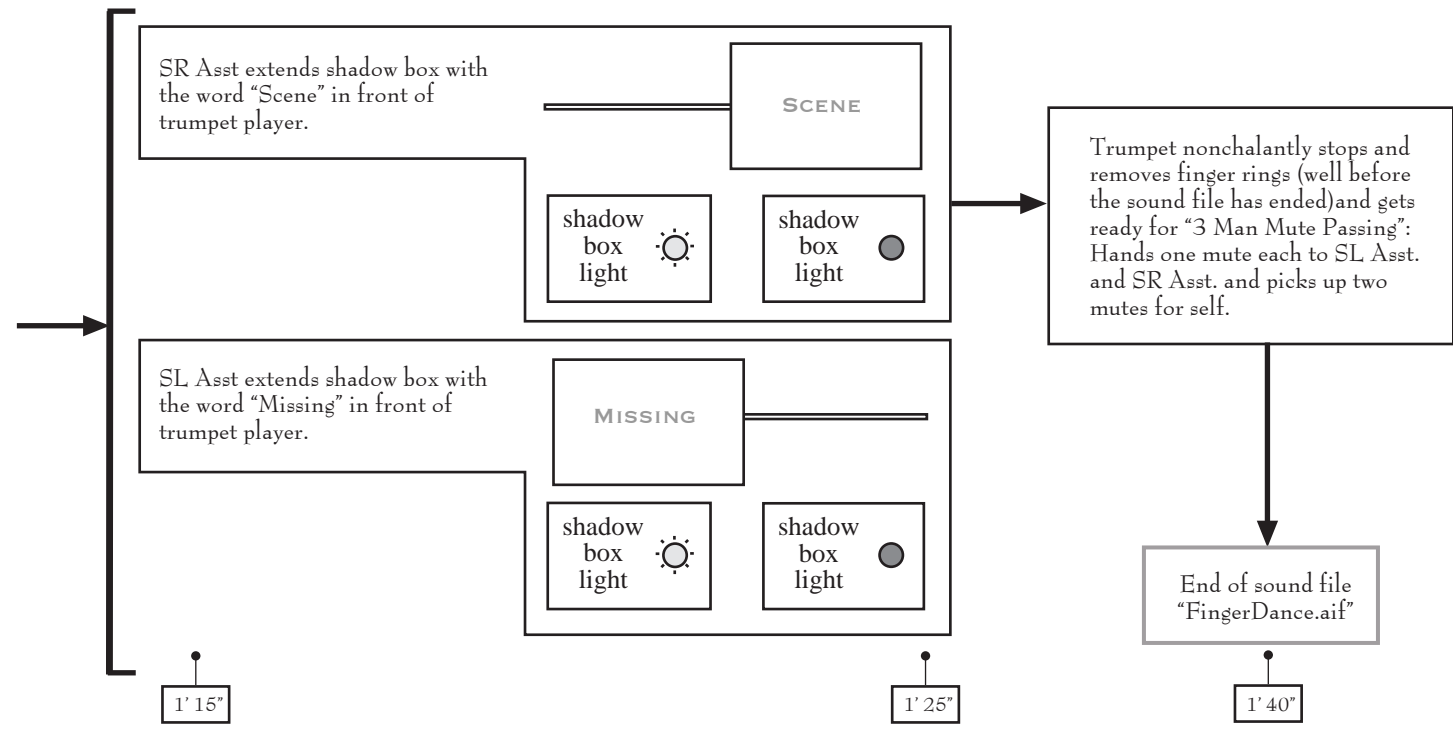 SR Asst extends shadow box with
the word “Scene” in front of
trumpet player.
SCENE
shadow
box
light
shadow
box
light
SL Asst extends shadow box with
the word “Missing” in front of
trumpet player.
MISSING
shadow
box
light
shadow
box
light
Trumpet nonchalantly stops and
removes finger rings (well before
the sound file has ended)and gets
ready for “3 Man Mute Passing”:
Hands one mute each to SL Asst.
and SR Asst. and picks up two
mutes for self.
End of sound file
“FingerDance.aif”
1’ 15”
1’ 25”
1’ 40”